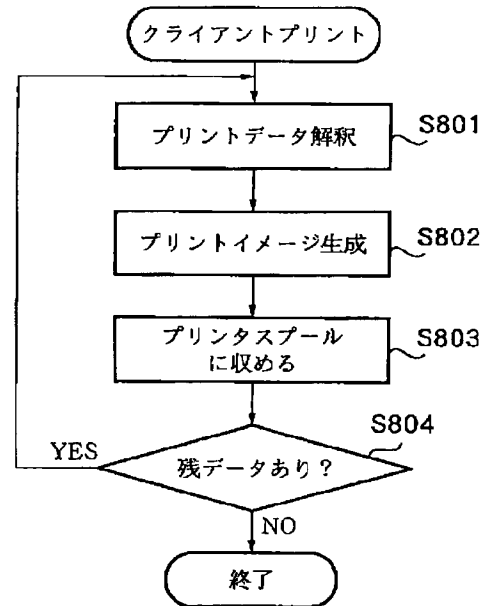 クライアントプリント
プリントデータ解釈
S801
プリントイメージ生成
S802
プリンタスプール
に収める
S803
S804
残データあり?
YES
NO
終了